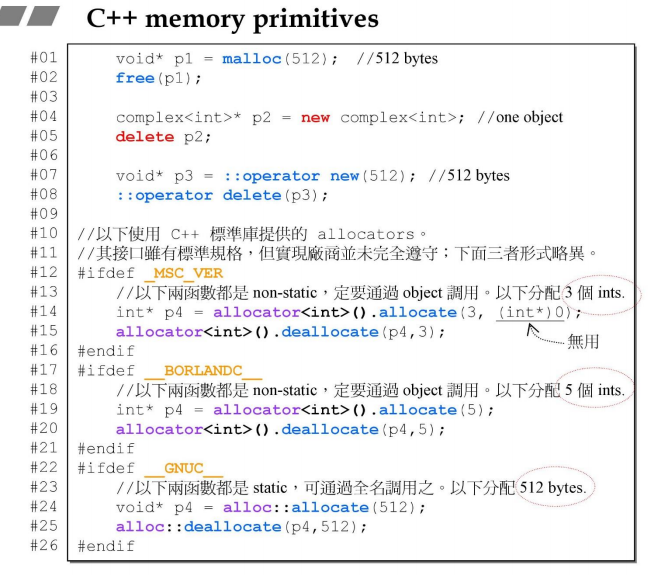 C++ memory primitives
#01 void* p1 = malloc(512); //512 bytes
#02 free(p1);
#03
#04 complex<int>* p2 = new complex<int>; //one object
#05 delete p2;
#06
#07 void* p3 = ::operator new(512); //512 bytes
#08 ::operator delete(p3);
#09
#10 //以下使用 C++ 標準庫提供的 allocators。
#11 //其接口雖有標準規格，但實現廠商並未完全遵守；下面三者形式略異。
#12 #ifdef _MSC_VER
#13 //以下兩函數都是 non-static，定要通過 object 調用。以下分配 3 個 ints.
#14 int* p4 = allocator<int>().allocate(3, (int*)0);
#15 allocator<int>().deallocate(p4,3);
無用
#16 #endif
#17 #ifdef __BORLANDC__
#18 //以下兩函數都是 non-static，定要通過 object 調用。以下分配 5 個 ints.
#19 int* p4 = allocator<int>().allocate(5);
#20 allocator<int>().deallocate(p4,5);
#21 #endif
#22 #ifdef __GNUC__
#23 //以下兩函數都是 static，可通過全名調用之。以下分配 512 bytes.
#24 void* p4 = alloc::allocate(512);
#25 alloc::deallocate(p4,512);
#26 #endif